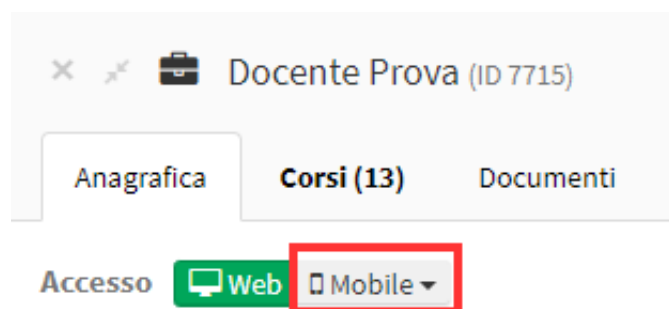 Docente Prova (ID 7715)
Anagrafica Corsi (13) Documenti
Accesso Web Mobile